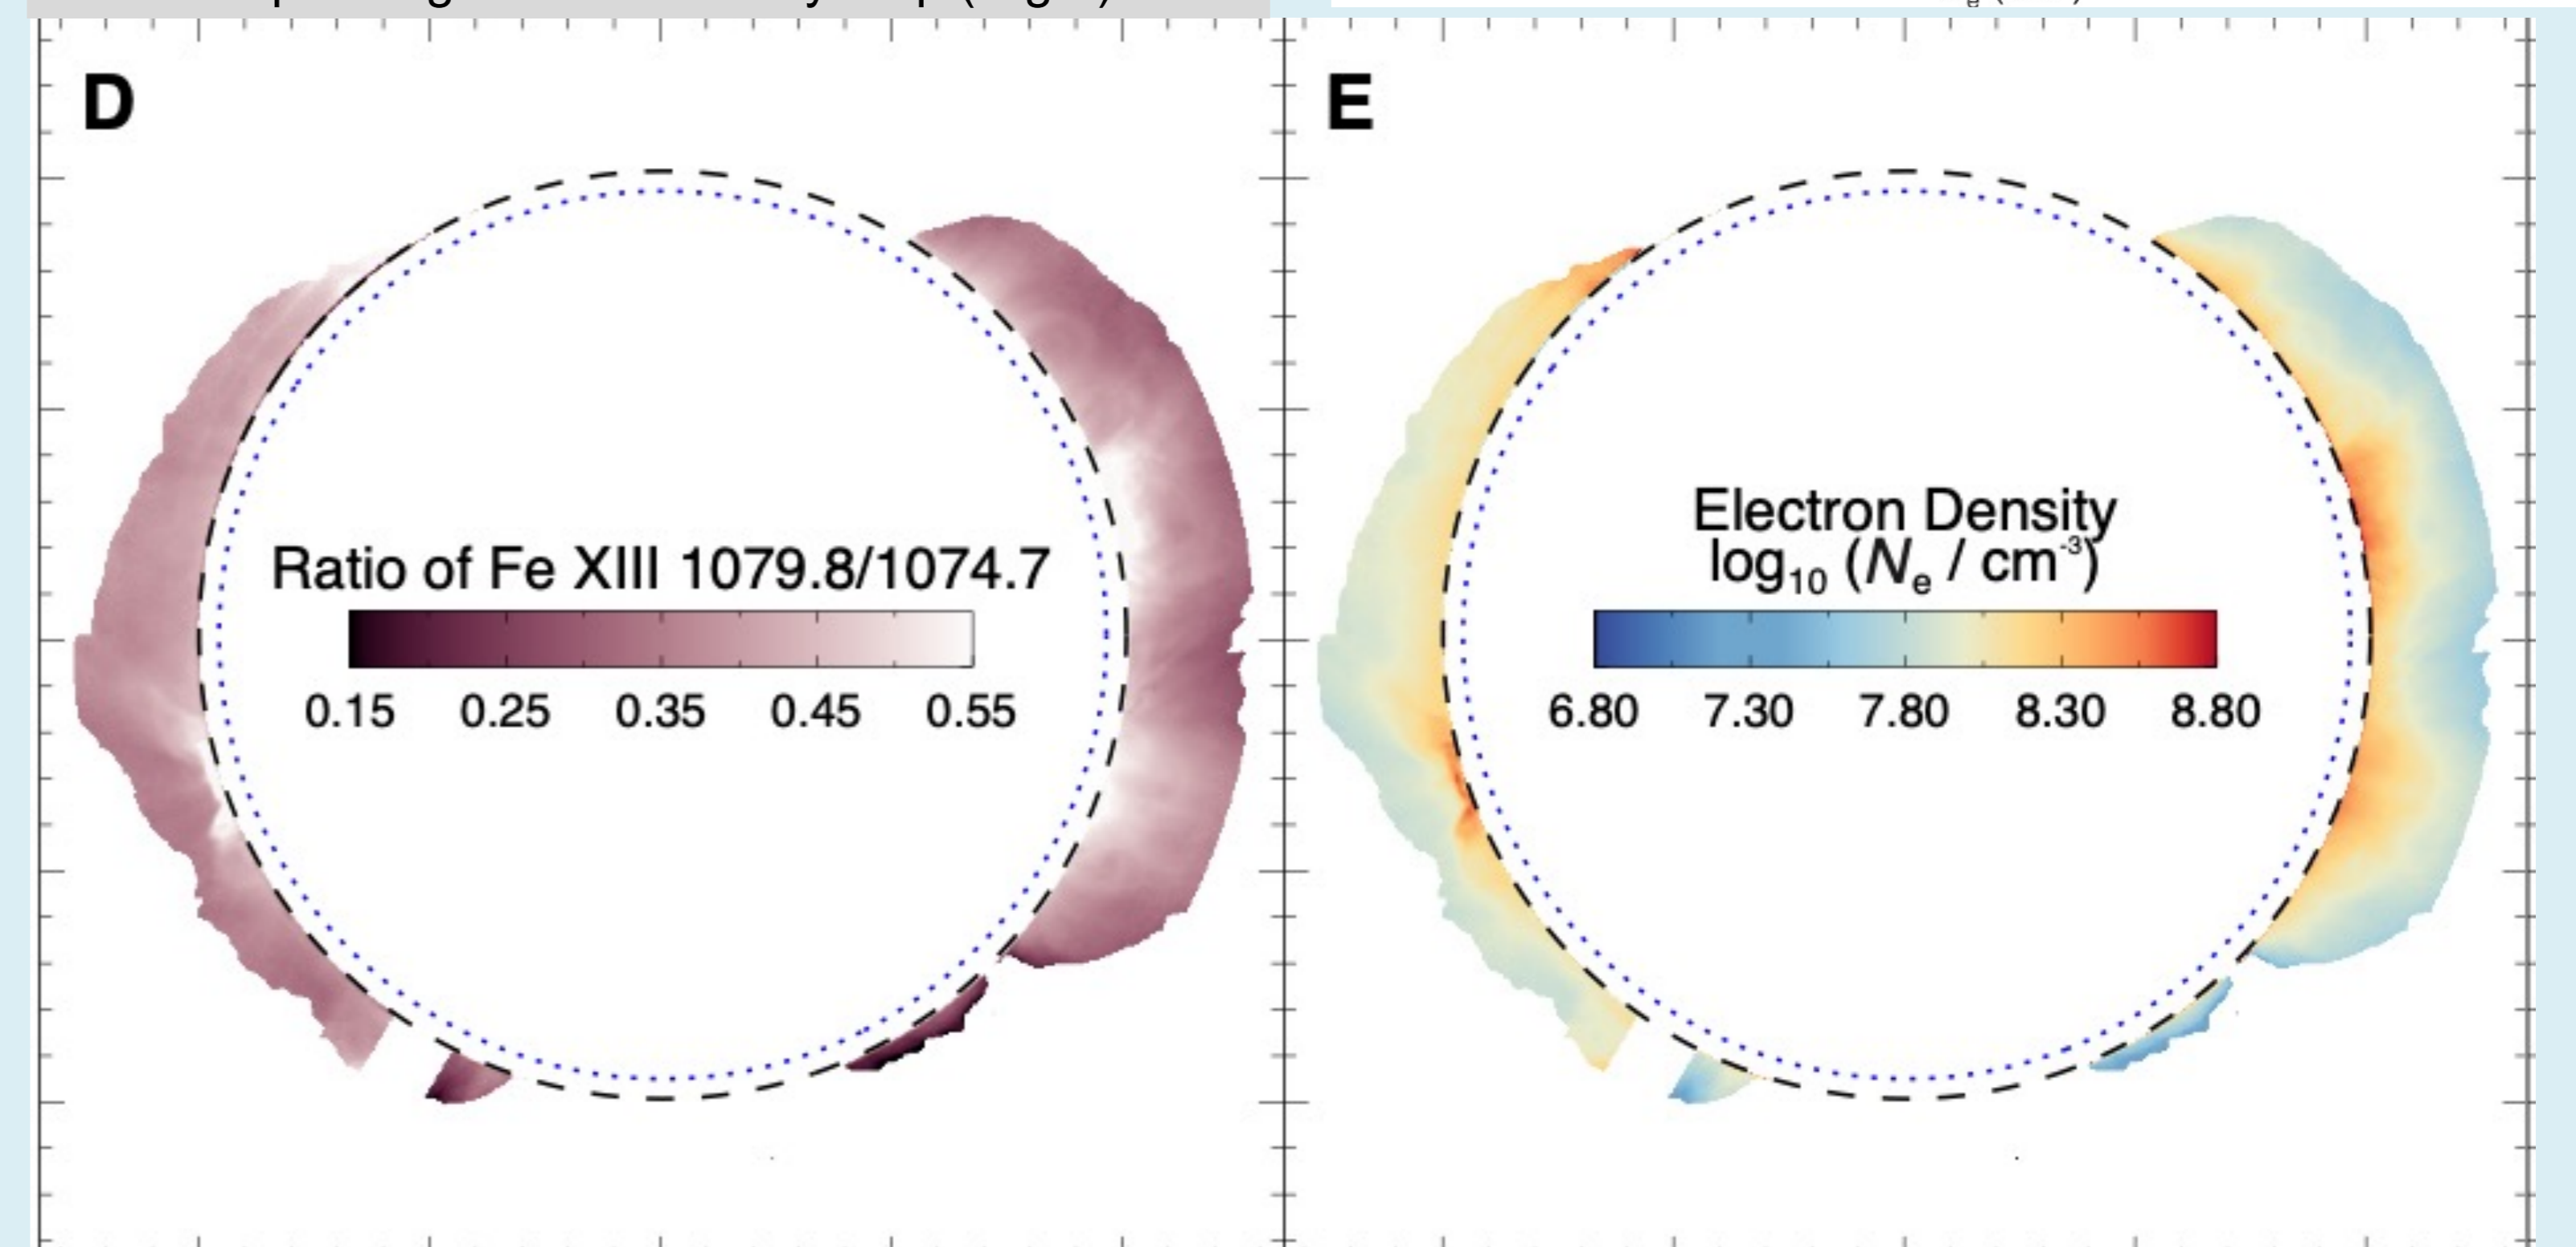 D
Ratio of Fe XIII 1079.8/1074.7
0.15 0.25 0.35 0.45 0.55
E
Electron Density
log₁₀ (Nₑ / cm⁻³)
6.80 7.30 7.80 8.30 8.80